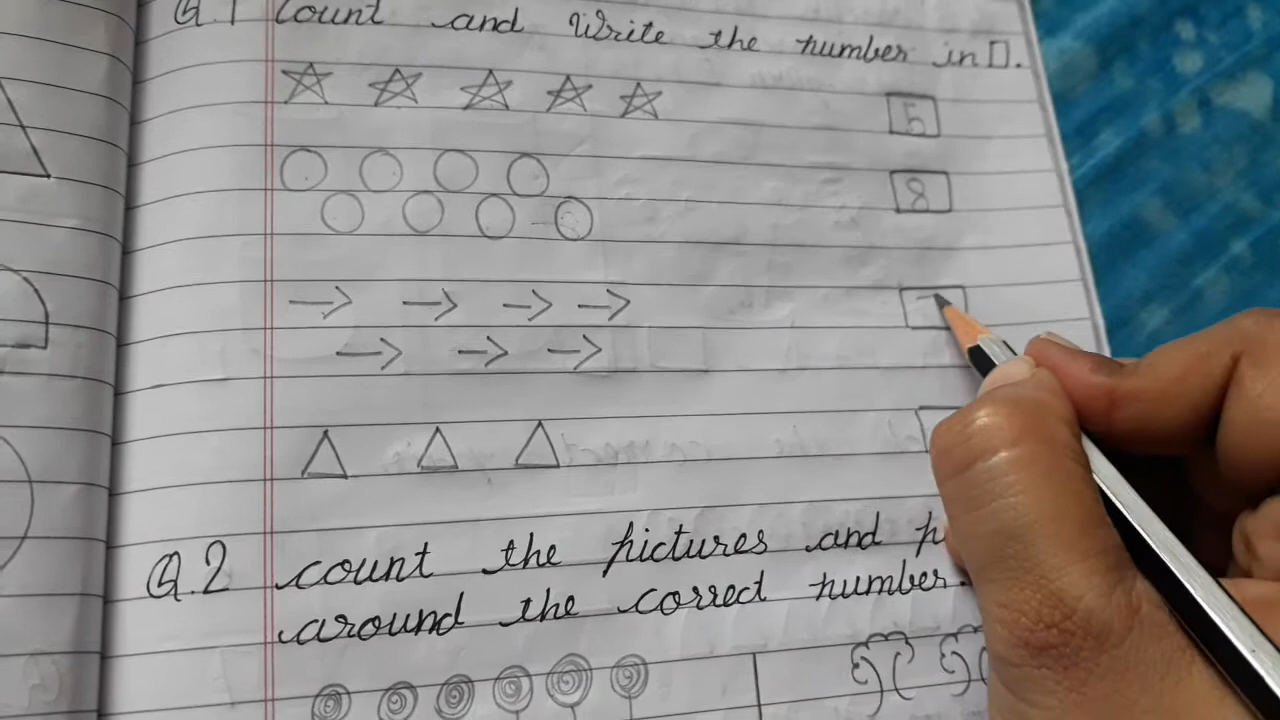 Q.1 Count and Write the number in □.
5
8
Q.2 count the pictures and
around the correct number.